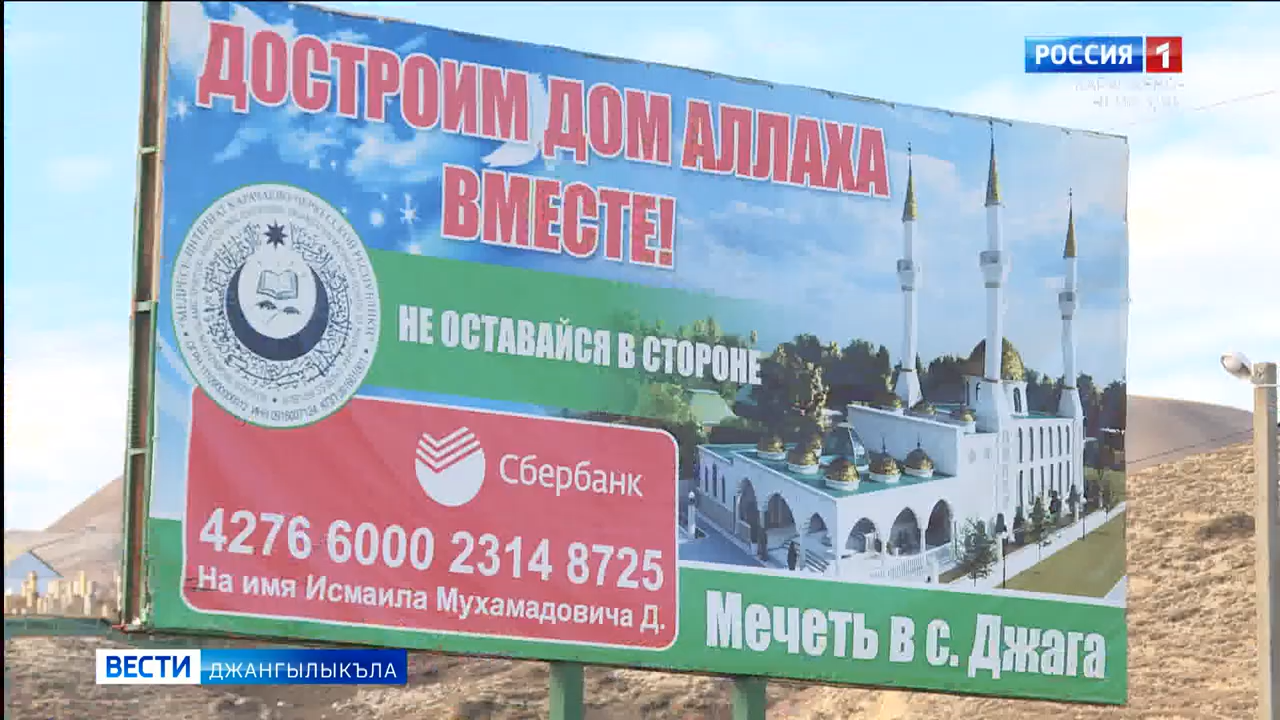 РОССИЯ 1
ДОСТРОИМ ДОМ АЛЛАХА
ВМЕСТЕ!
НЕ ОСТАВАЙСЯ В СТОРОНЕ
Сбербанк
4276 6000 2314 8725
На имя Исмаила Мухамадовича Д.
Мечеть в с. Джага
ВЕСТИ ДЖАНГЫЛЫКЪЛА